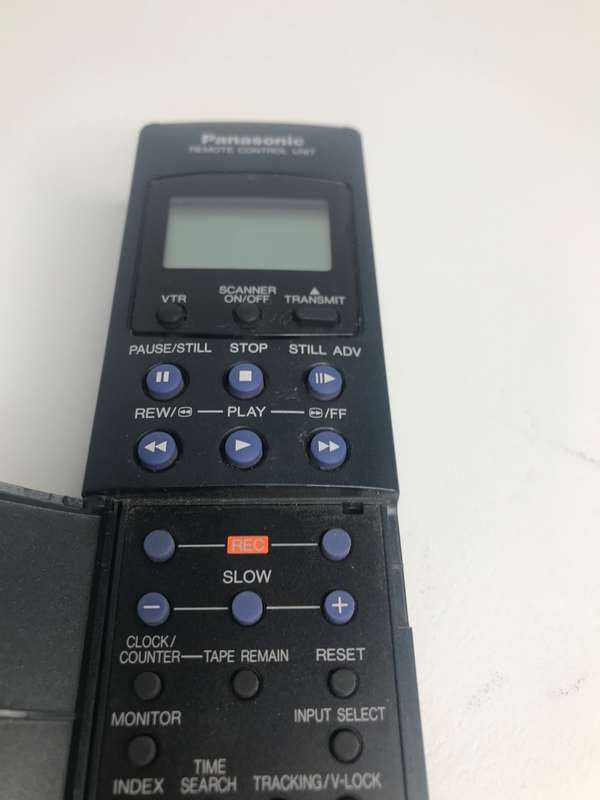 Panasonic
REMOTE CONTROL UNIT
VTR
SCANNER
ON/OFF
TRANSMIT
PAUSE/STILL STOP STILL ADV
REW/ PLAY /FF
REC
SLOW
− +
CLOCK/
COUNTER TAPE REMAIN RESET
MONITOR INPUT SELECT
INDEX TIME
SEARCH TRACKING/V-LOCK